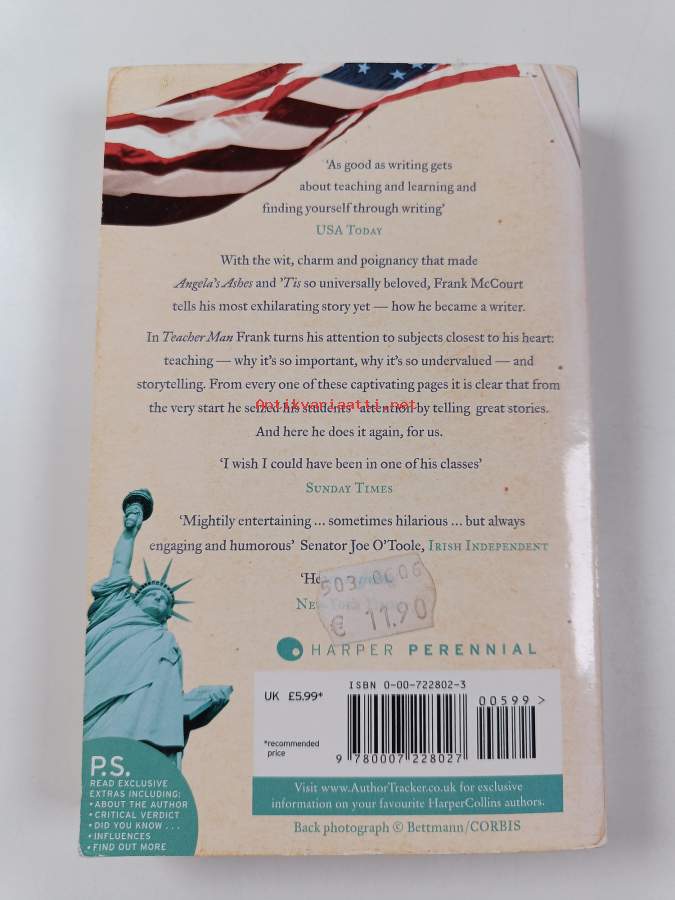 ‘As good as writing gets
about teaching and learning and
finding yourself through writing’
USA Today
With the wit, charm and poignancy that made
Angela’s Ashes and ’Tis so universally beloved, Frank McCourt
tells his most exhilarating story yet — how he became a writer.
In Teacher Man Frank turns his attention to subjects closest to his heart:
teaching — why it’s so important, why it’s so undervalued — and
storytelling. From every one of these captivating pages it is clear that from
Antikvariaatti.net
the very start he seized his students’ attention by telling great stories.
And here he does it again, for us.
‘I wish I could have been in one of his classes’
Sunday Times
‘Mightily entertaining ... sometimes hilarious ... but always
engaging and humorous’ Senator Joe O’Toole, Irish Independent
‘He
503 0606
€ 11.90
HARPER PERENNIAL
ISBN 0-00-722802-3
UK £5.99*
00599 >
*recommended
price
9 780007 228027
Visit www.AuthorTracker.co.uk for exclusive
information on your favourite HarperCollins authors.
Back photograph © Bettmann/CORBIS
P.S.
READ EXCLUSIVE
EXTRAS INCLUDING:
• ABOUT THE AUTHOR
• CRITICAL VERDICT
• DID YOU KNOW . . .
• INFLUENCES
• FIND OUT MORE